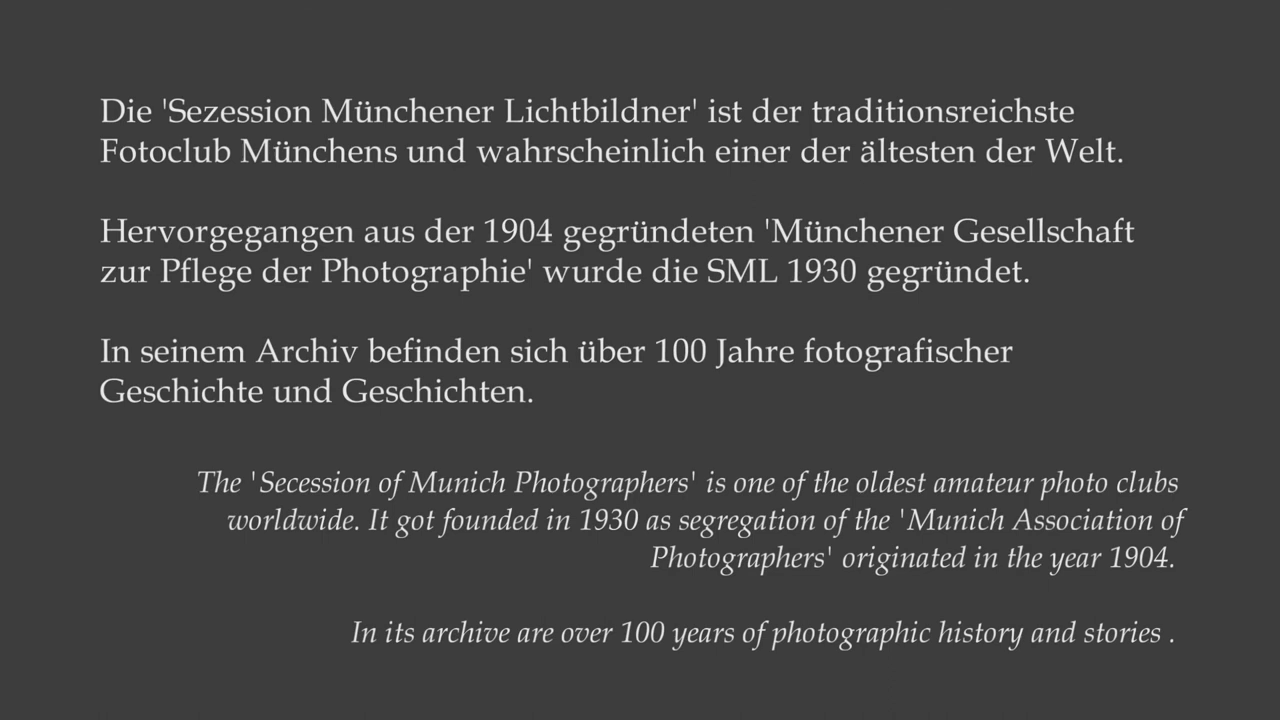 Die 'Sezession Münchener Lichtbildner' ist der traditionsreichste
Fotoclub Münchens und wahrscheinlich einer der ältesten der Welt.
Hervorgegangen aus der 1904 gegründeten 'Münchener Gesellschaft
zur Pflege der Photographie' wurde die SML 1930 gegründet.
In seinem Archiv befinden sich über 100 Jahre fotografischer
Geschichte und Geschichten.
The 'Secession of Munich Photographers' is one of the oldest amateur photo clubs
worldwide. It got founded in 1930 as segregation of the 'Munich Association of
Photographers' originated in the year 1904.
In its archive are over 100 years of photographic history and stories .